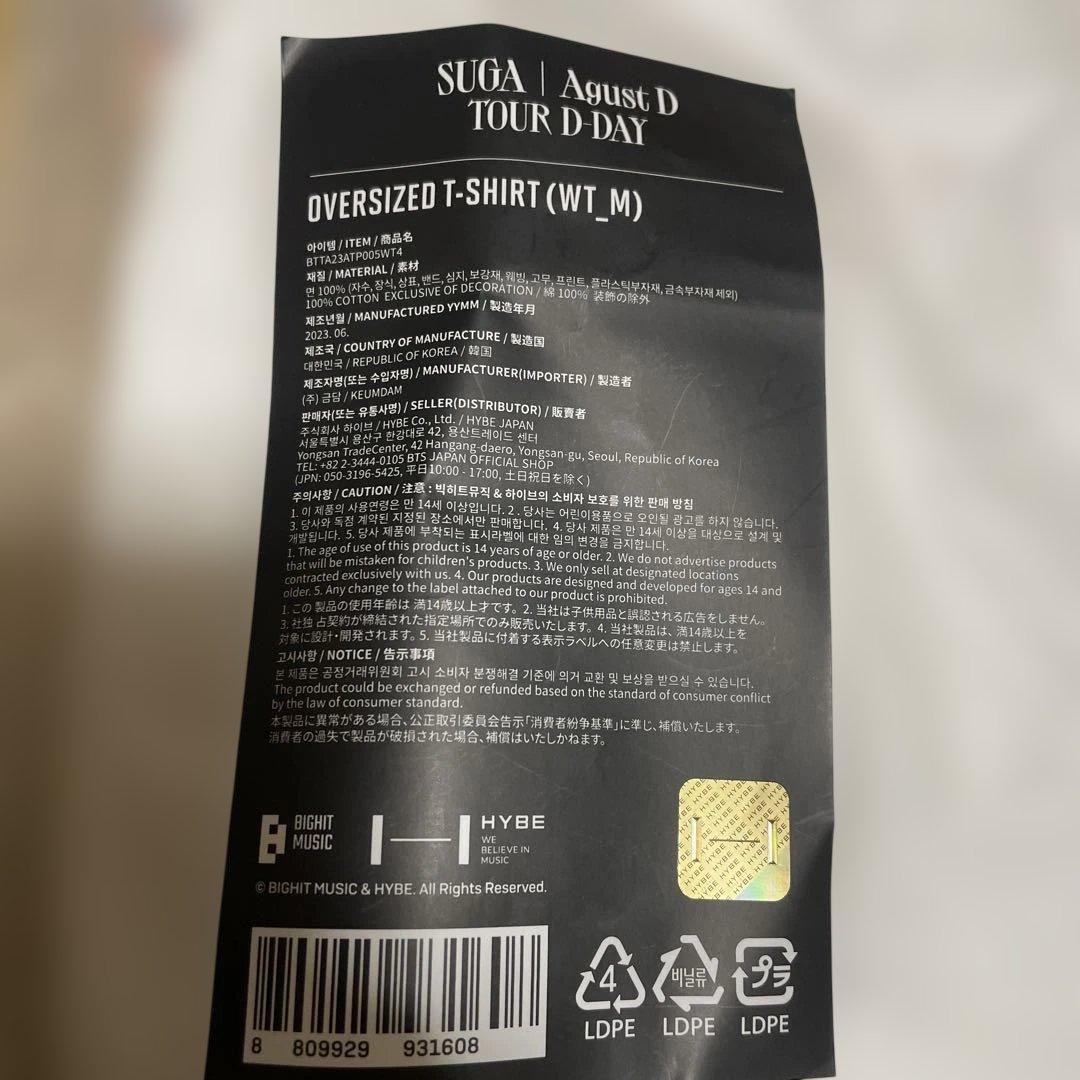 SUGA | Agust D
TOUR D-DAY
OVERSIZED T-SHIRT (WT_M)
아이템 / ITEM / 商品名
BTTA23ATP005WT4
재질 / MATERIAL / 素材
면 100% (자수, 장식, 상표, 밴드, 심지, 보강재, 웨빙, 고무, 프린트, 플라스틱부자재, 금속부자재 제외)
100% COTTON EXCLUSIVE OF DECORATION / 綿 100% 装飾の除外
제조년월 / MANUFACTURED YYMM / 製造年月
2023. 06.
제조국 / COUNTRY OF MANUFACTURE / 製造国
대한민국 / REPUBLIC OF KOREA / 韓国
제조자명(또는 수입자명) / MANUFACTURER(IMPORTER) / 製造者
(주) 금담 / KEUMDAM
판매자(또는 유통사명) / SELLER(DISTRIBUTOR) / 販賣者
주식회사 하이브 / HYBE Co., Ltd. / HYBE JAPAN
서울특별시 용산구 한강대로 42, 용산트레이드 센터
Yongsan TradeCenter, 42 Hangang-daero, Yongsan-gu, Seoul, Republic of Korea
TEL: +82 2-3444-0105 BTS JAPAN OFFICIAL SHOP
(JPN: 050-3196-5425, 平日10:00 - 17:00, 土日祝日を除く)
주의사항 / CAUTION / 注意 : 빅히트뮤직 & 하이브의 소비자 보호를 위한 판매 방침
1. 이 제품의 사용연령은 만 14세 이상입니다. 2. 당사는 어린이용품으로 오인될 광고를 하지 않습니다.
3. 당사와 독점 계약된 지정된 장소에서만 판매합니다. 4. 당사 제품은 만 14세 이상을 대상으로 설계 및
개발됩니다. 5. 당사 제품에 부착되는 표시라벨에 대한 임의 변경을 금지합니다.
1. The age of use of this product is 14 years of age or older. 2. We do not advertise products
that will be mistaken for children's products. 3. We only sell at designated locations
contracted exclusively with us. 4. Our products are designed and developed for ages 14 and
older. 5. Any change to the label attached to our product is prohibited.
1. この 製品の使用年齢は 満14歳以上才です。 2. 当社は子供用品と誤認される広告をしません。
3. 社独 占契約が締結された指定場所でのみ販売いたします。 4. 当社製品は、満14歳以上を
対象に設計・開発されます。 5. 当社製品に付着する表示ラベルへの任意変更は禁止します。
고시사항 / NOTICE / 告示事項
본 제품은 공정거래위원회 고시 소비자 분쟁해결 기준에 의거 교환 및 보상을 받으실 수 있습니다.
The product could be exchanged or refunded based on the standard of consumer conflict
by the law of consumer standard.
本製品に異常がある場合、公正取引委員会告示「消費者紛争基準」に準じ、補償いたします。
消費者の過失で製品が破損された場合、補償はいたしかねます。
BIGHIT
MUSIC
HYBE
WE
BELIEVE IN
MUSIC
© BIGHIT MUSIC & HYBE. All Rights Reserved.
8 809929 931608
4
LDPE
비닐류
LDPE
プラ
LDPE